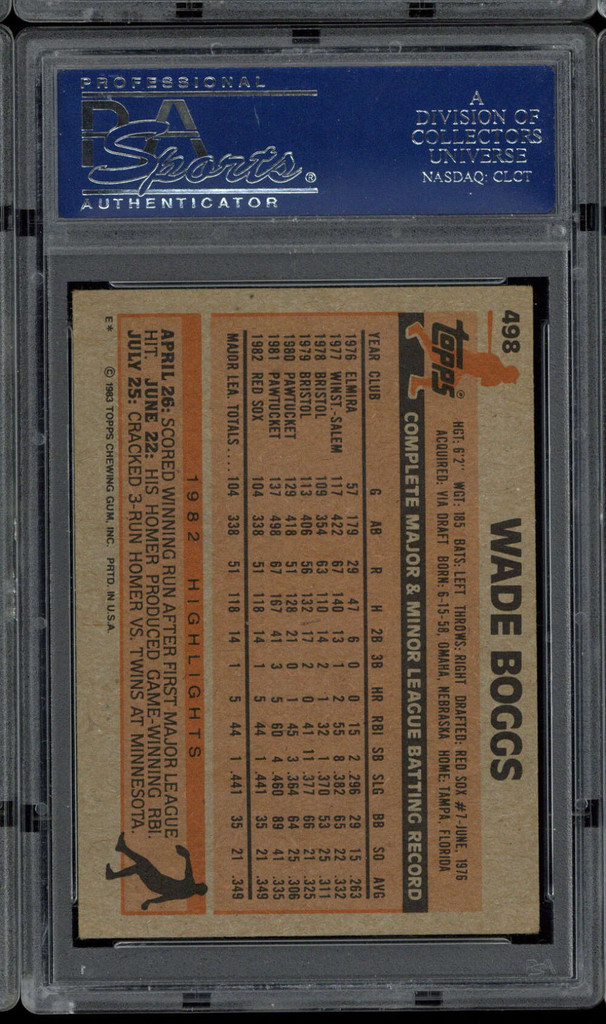 PROFESSIONAL
PSA
Sports®
AUTHENTICATOR
A
DIVISION OF
COLLECTORS
UNIVERSE
NASDAQ: CLCT
498
WADE BOGGS
topps®
HGT: 6'2" WGT: 185 BATS: LEFT THROWS: RIGHT DRAFTED: RED SOX #7-JUNE, 1976
ACQUIRED: VIA DRAFT BORN: 6-15-58, OMAHA, NEBRASKA HOME: TAMPA, FLORIDA
COMPLETE MAJOR & MINOR LEAGUE BATTING RECORD
YEAR CLUB G AB R H 2B 3B HR RBI SB SLG BB SO AVG
1976 ELMIRA 57 179 29 47 6 0 0 15 2 .296 29 15 .263
1977 WINST.-SALEM 117 422 67 140 13 1 2 55 8 .382 65 22 .332
1978 BRISTOL 109 354 63 110 14 2 1 32 1 .370 53 25 .311
1979 BRISTOL 113 406 56 132 17 2 0 41 11 .377 66 21 .325
1980 PAWTUCKET 129 418 51 128 21 0 1 45 3 .364 64 25 .306
1981 PAWTUCKET 137 498 67 167 41 3 5 60 4 .460 89 41 .335
1982 RED SOX 104 338 51 118 14 1 5 44 1 .441 35 21 .349
MAJOR LEA. TOTALS.... 104 338 51 118 14 1 5 44 1 .441 35 21 .349
1982 HIGHLIGHTS
APRIL 26: SCORED WINNING RUN AFTER FIRST MAJOR LEAGUE
HIT. JUNE 22: HIS HOMER PRODUCED GAME-WINNING RBI.
JULY 25: CRACKED 3-RUN HOMER VS. TWINS AT MINNESOTA.
E* © 1983 TOPPS CHEWING GUM, INC. PRTD. IN U.S.A.